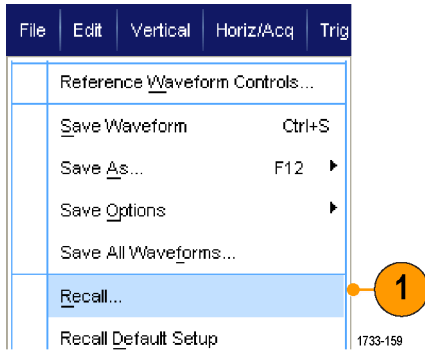 File Edit Vertical Horiz/Acq Trig
Reference Waveform Controls...
Save Waveform Ctrl+S
Save As... F12
Save Options
Save All Waveforms...
Recall... 1
Recall Default Setup 1733-159